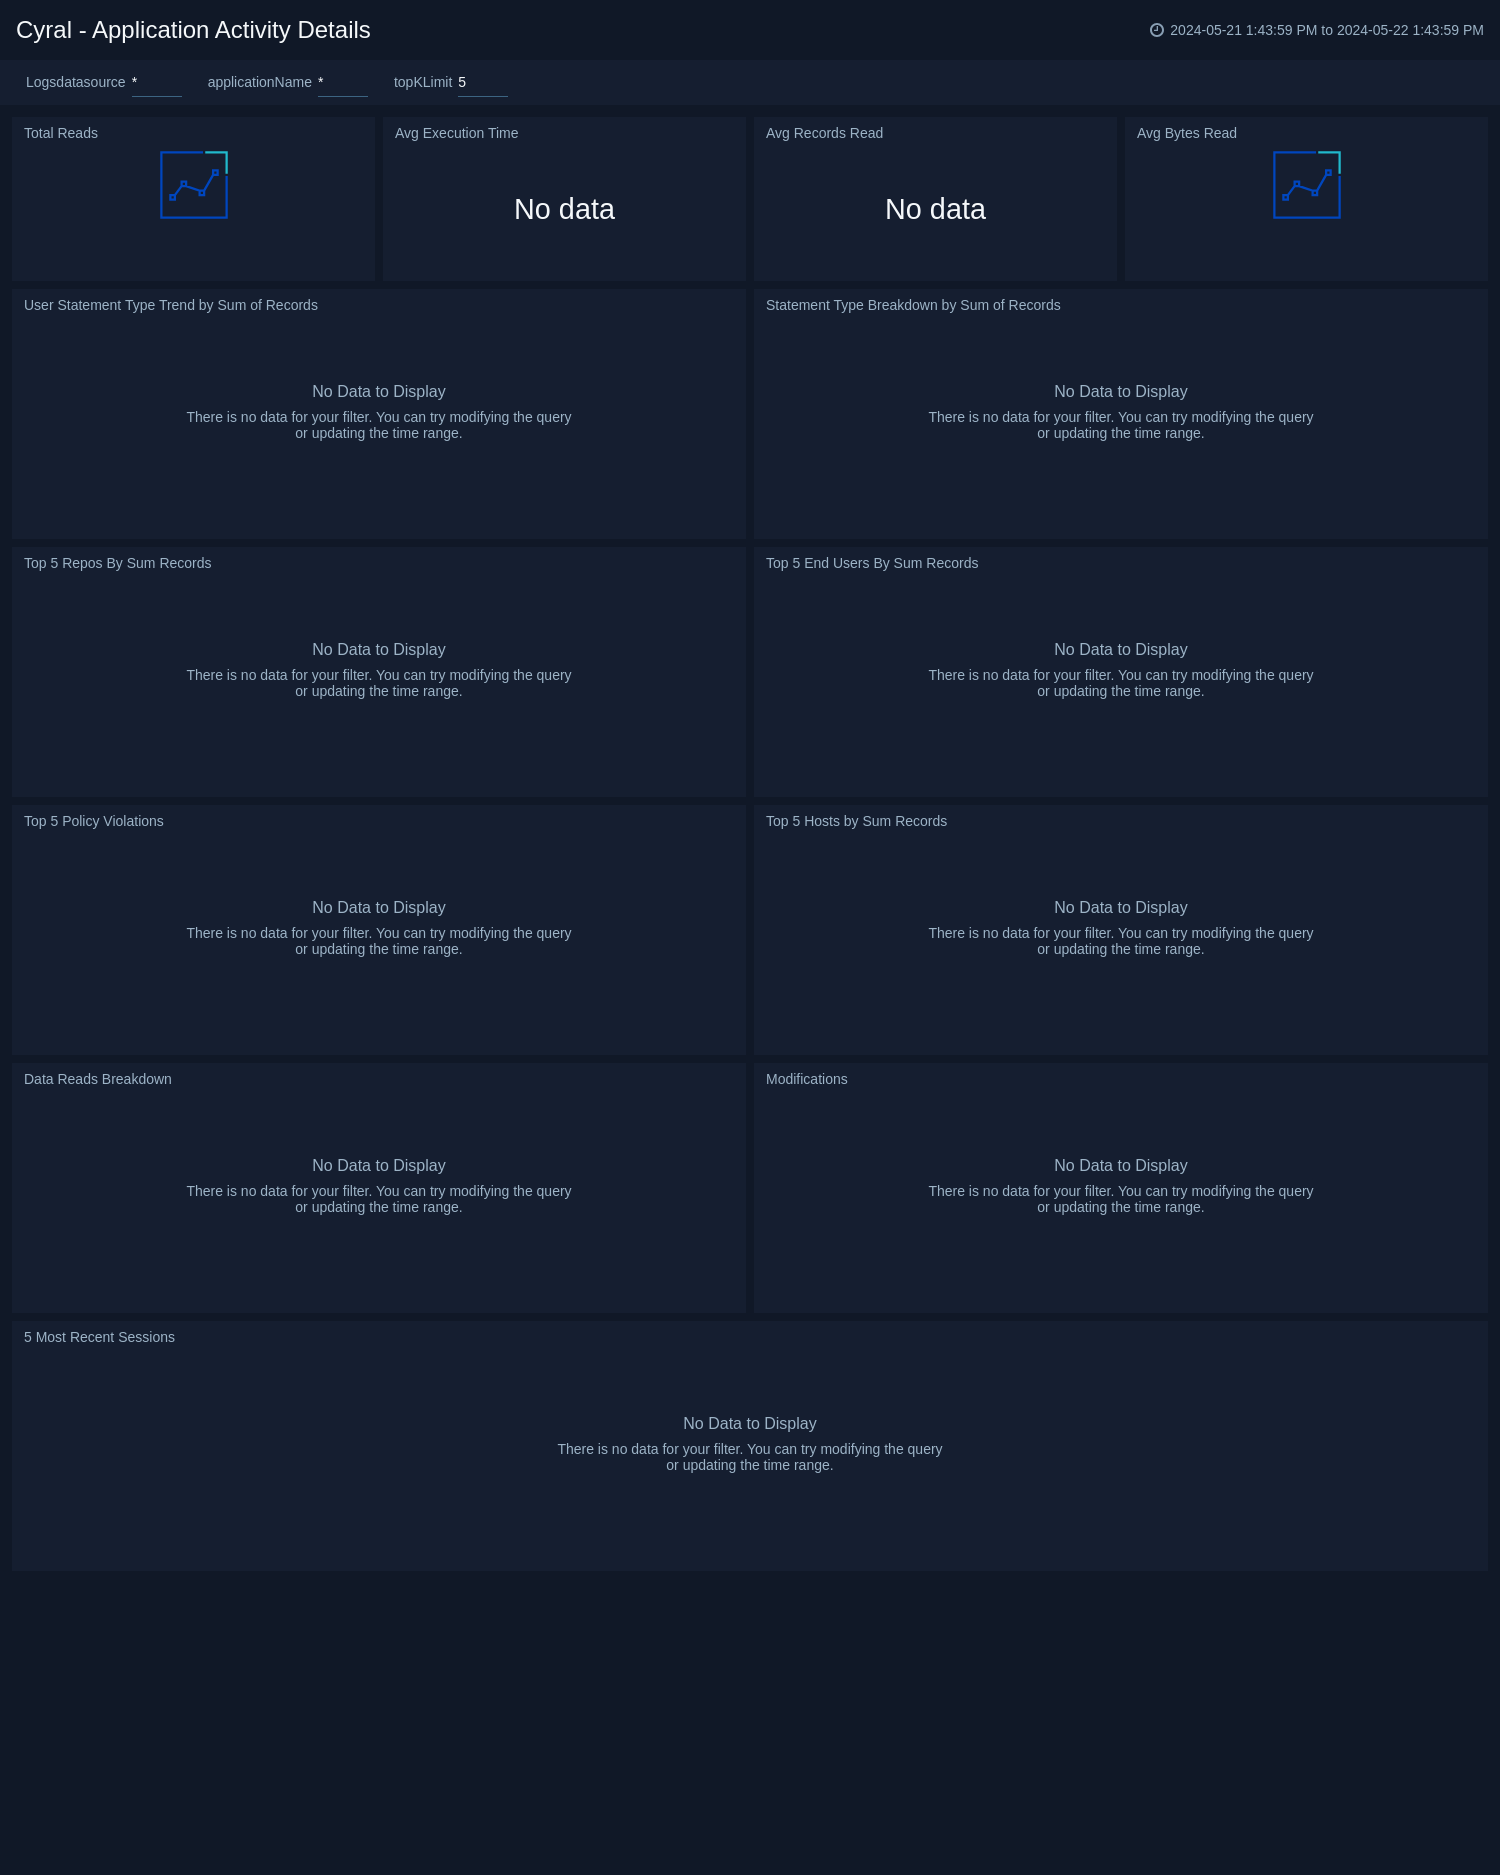 Cyral - Application Activity Details
2024-05-21 1:43:59 PM to 2024-05-22 1:43:59 PM
Logsdatasource * applicationName * topKLimit 5
Total Reads
Avg Execution Time
No data
Avg Records Read
No data
Avg Bytes Read
User Statement Type Trend by Sum of Records
No Data to Display
There is no data for your filter. You can try modifying the query
or updating the time range.
Statement Type Breakdown by Sum of Records
No Data to Display
There is no data for your filter. You can try modifying the query
or updating the time range.
Top 5 Repos By Sum Records
No Data to Display
There is no data for your filter. You can try modifying the query
or updating the time range.
Top 5 End Users By Sum Records
No Data to Display
There is no data for your filter. You can try modifying the query
or updating the time range.
Top 5 Policy Violations
No Data to Display
There is no data for your filter. You can try modifying the query
or updating the time range.
Top 5 Hosts by Sum Records
No Data to Display
There is no data for your filter. You can try modifying the query
or updating the time range.
Data Reads Breakdown
No Data to Display
There is no data for your filter. You can try modifying the query
or updating the time range.
Modifications
No Data to Display
There is no data for your filter. You can try modifying the query
or updating the time range.
5 Most Recent Sessions
No Data to Display
There is no data for your filter. You can try modifying the query
or updating the time range.